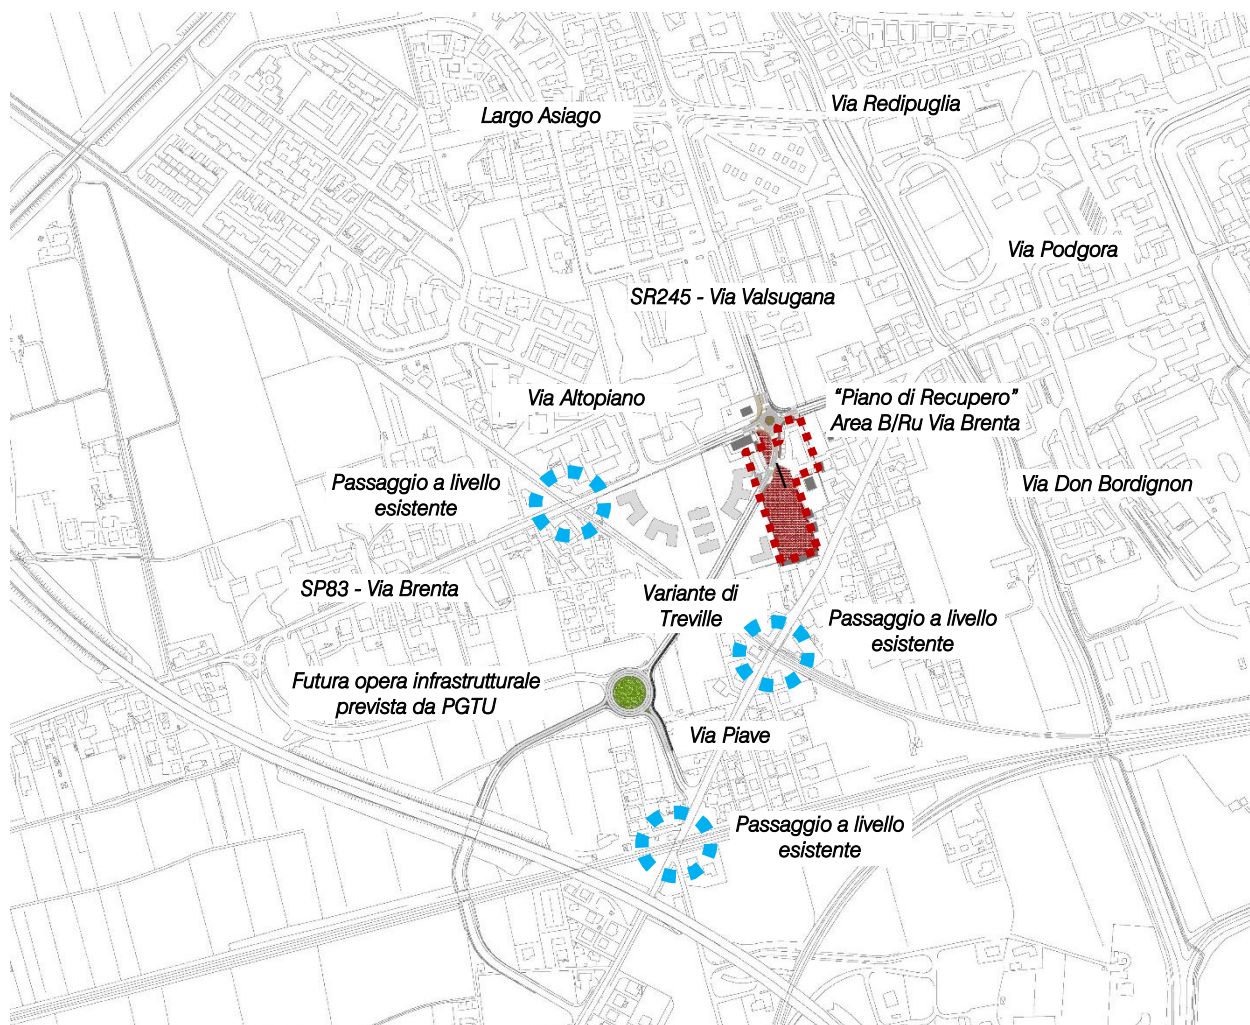 Via Redipuglia
Largo Asiago
Via Podgora
SR245 - Via Valsugana
Via Altopiano
“Piano di Recupero”
Area B/Ru Via Brenta
Passaggio a livello
esistente
Via Don Bordignon
SP83 - Via Brenta
Variante di
Treville
Passaggio a livello
esistente
Futura opera infrastrutturale
prevista da PGTU
Via Piave
Passaggio a livello
esistente